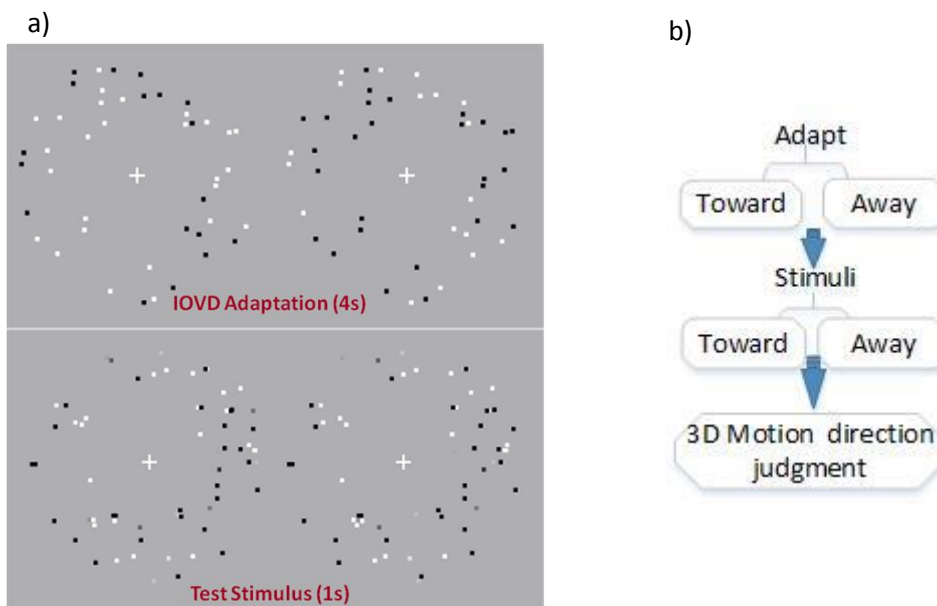 a)
IOVD Adaptation (4s)
Test Stimulus (1s)
b)
Adapt
Toward Away
Stimuli
Toward Away
3D Motion direction
judgment